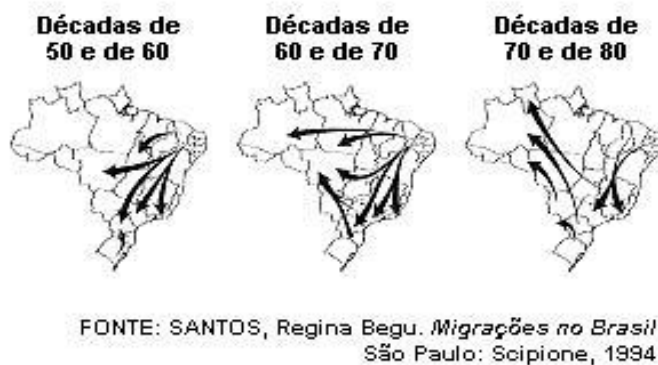 Décadas de
50 e de 60
Décadas de
60 e de 70
Décadas de
70 e de 80
FONTE: SANTOS, Regina Begu. Migrações no Brasil
São Paulo: Scipione, 1994